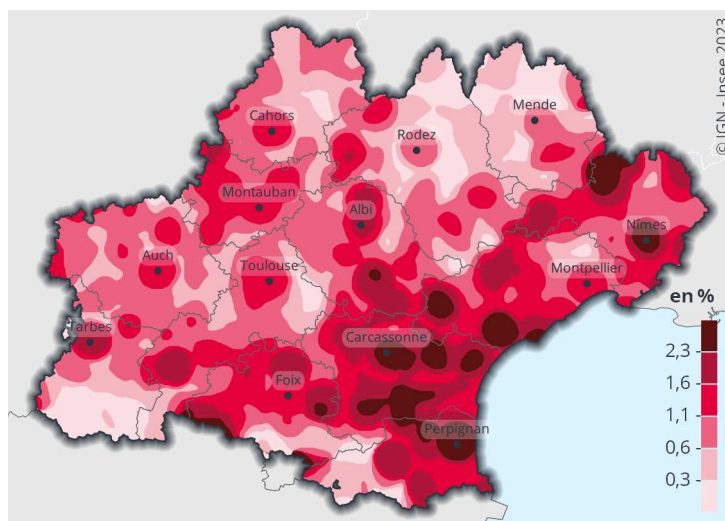 © IGN - Insee 2023
Mende
Cahors
Rodez
Montauban
Albi
Nîmes
Auch
Toulouse
Montpellier
en %
Tarbes
Carcassonne
2,3
1,6
Foix
1,1
Perpignan
0,6
0,3